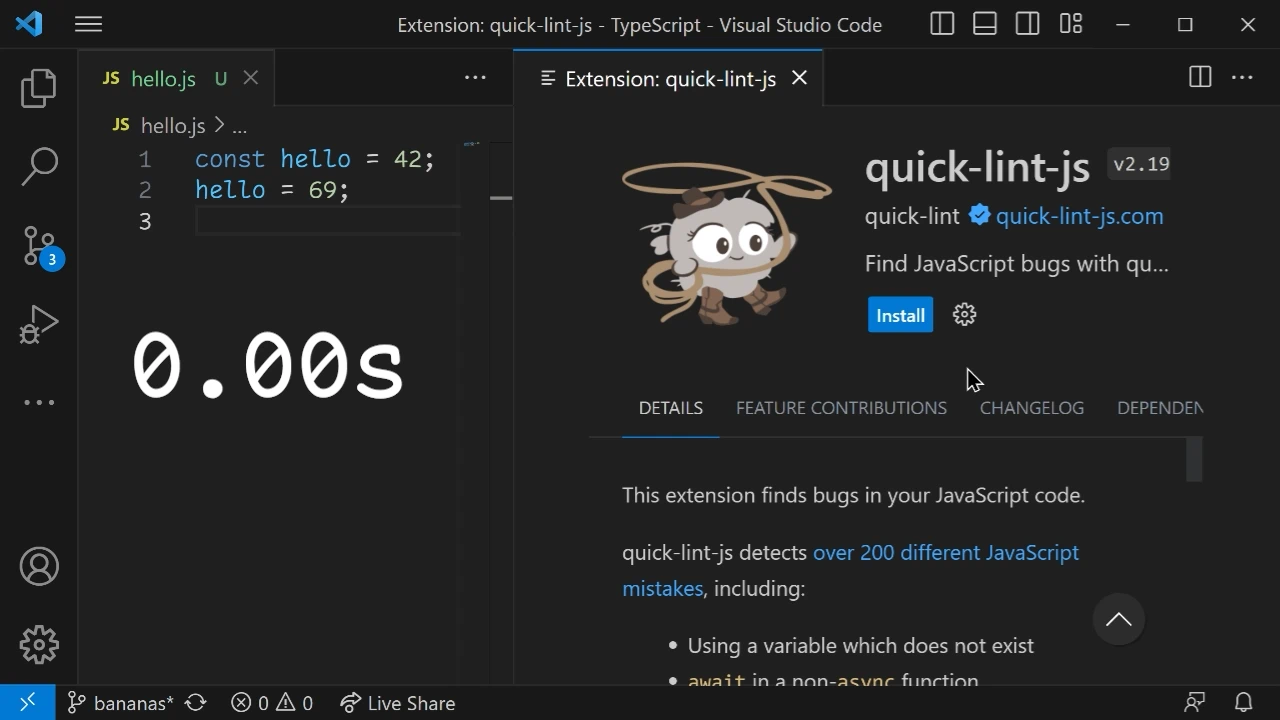 Extension: quick-lint-js - TypeScript - Visual Studio Code
JS hello.js U
JS hello.js > ...
1 const hello = 42;
2 hello = 69;
3
0.00s
3
Extension: quick-lint-js
quick-lint-js v2.19
quick-lint quick-lint-js.com
Find JavaScript bugs with qu...
Install
DETAILS FEATURE CONTRIBUTIONS CHANGELOG DEPENDEN
This extension finds bugs in your JavaScript code.
quick-lint-js detects over 200 different JavaScript
mistakes, including:
• Using a variable which does not exist
• await in a non-async function
bananas* 0 0 Live Share